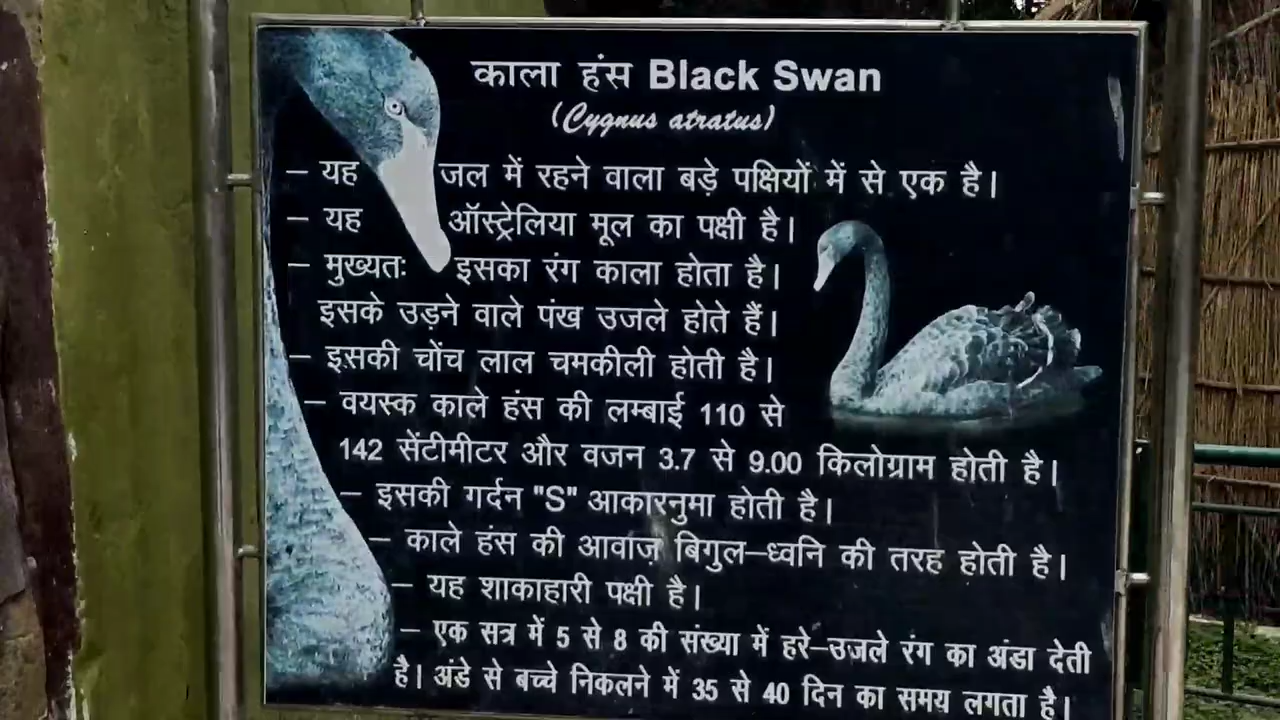 काला हंस Black Swan
(Cygnus atratus)
– यह जल में रहने वाला बड़े पक्षियों में से एक है।
– यह ऑस्ट्रेलिया मूल का पक्षी है।
– मुख्यतः इसका रंग काला होता है।
इसके उड़ने वाले पंख उजले होते हैं।
– इसकी चोंच लाल चमकीली होती है।
– वयस्क काले हंस की लम्बाई 110 से
142 सेंटीमीटर और वजन 3.7 से 9.00 किलोग्राम होती है।
– इसकी गर्दन "S" आकारनुमा होती है।
– काले हंस की आवाज़ बिगुल–ध्वनि की तरह होती है।
– यह शाकाहारी पक्षी है।
– एक सत्र में 5 से 8 की संख्या में हरे–उजले रंग का अंडा देती
है। अंडे से बच्चे निकलने में 35 से 40 दिन का समय लगता है।